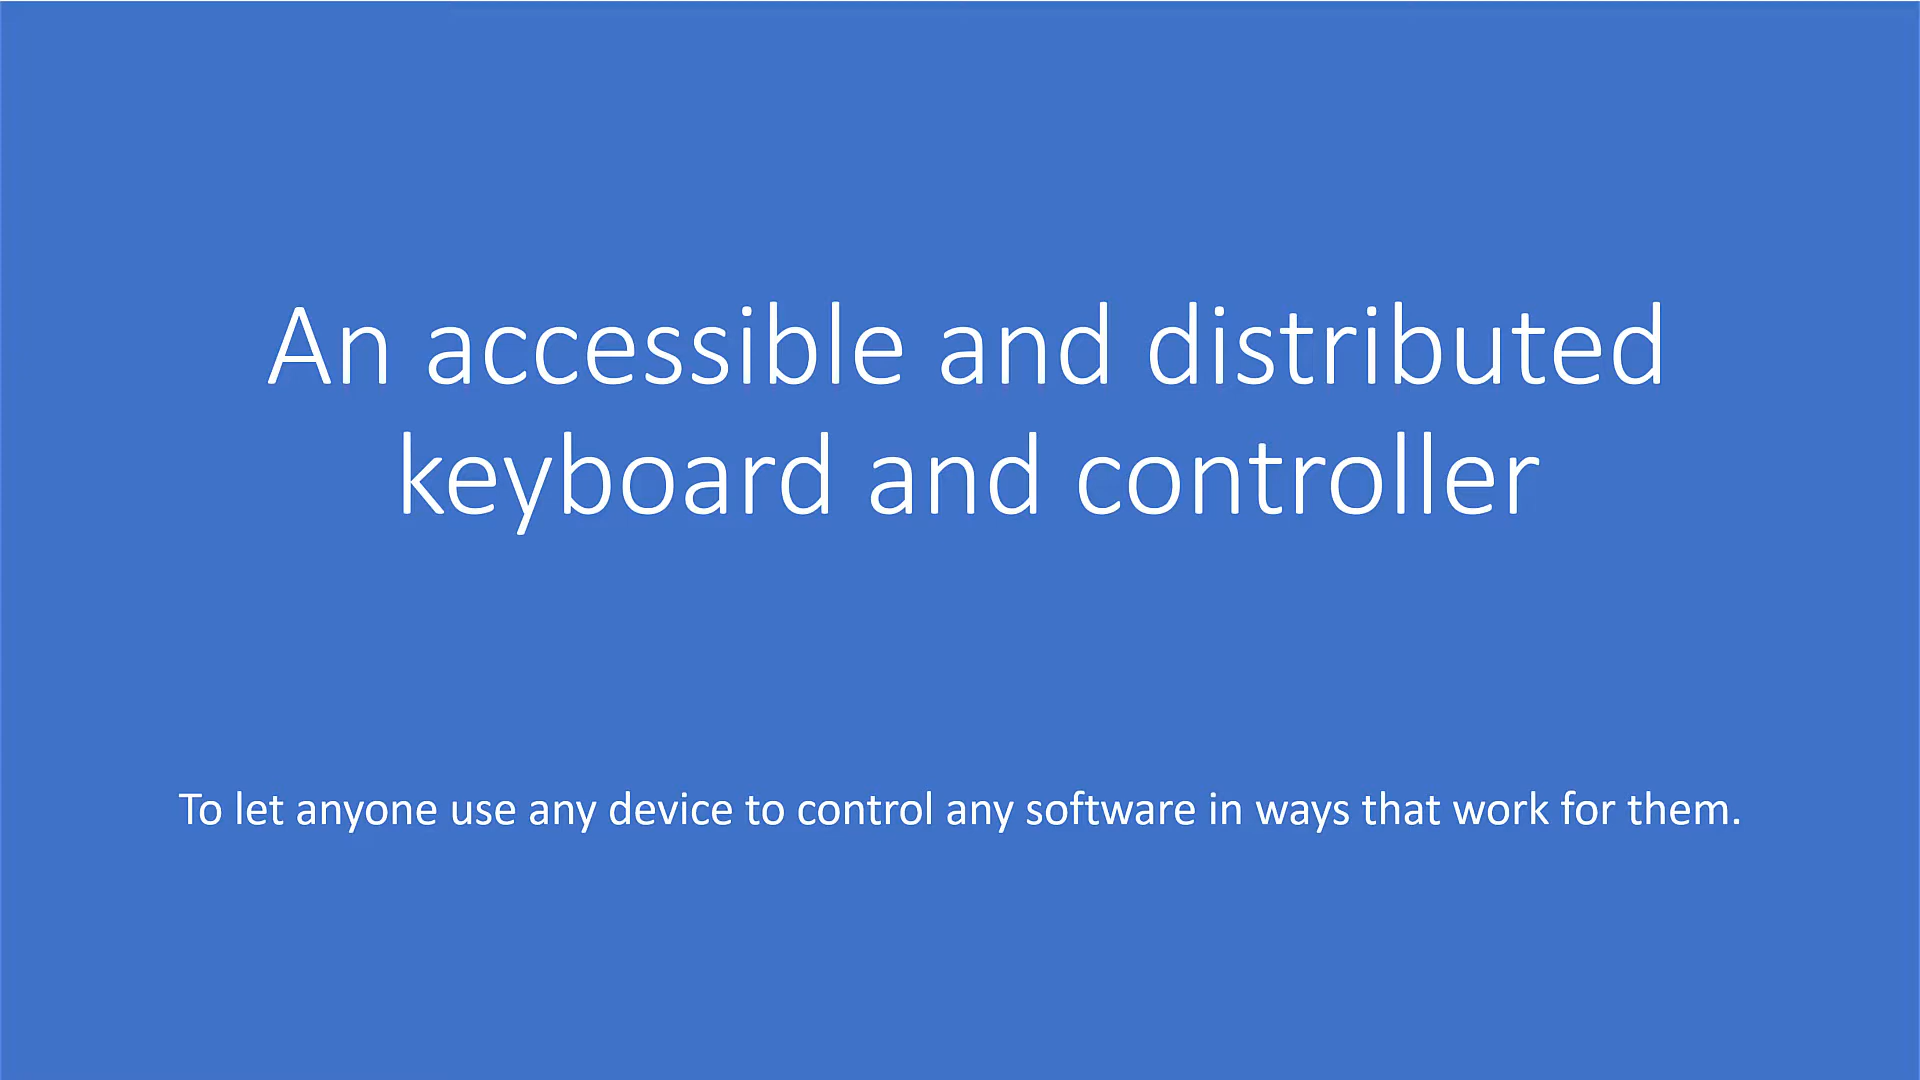 An accessible and distributed
keyboard and controller
To let anyone use any device to control any software in ways that work for them.